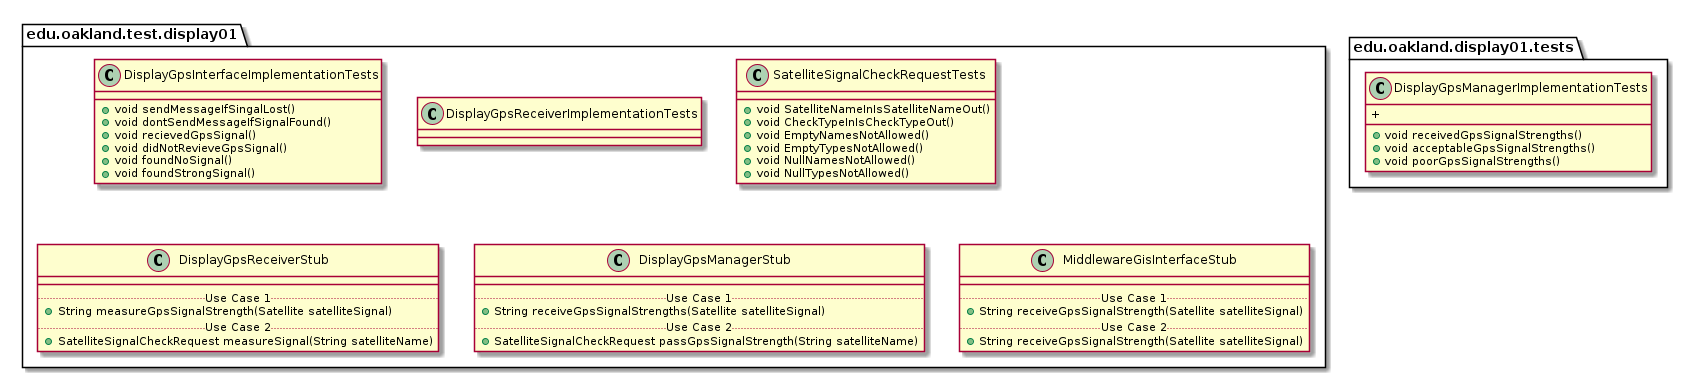 edu.oakland.test.display01
C DisplayGpsInterfaceImplementationTests
void sendMessageIfSingalLost()
void dontSendMessageIfSignalFound()
void recievedGpsSignal()
void didNotRevieveGpsSignal()
void foundNoSignal()
void foundStrongSignal()
C DisplayGpsReceiverImplementationTests
C SatelliteSignalCheckRequestTests
void SatelliteNameInIsSatelliteNameOut()
void CheckTypeInIsCheckTypeOut()
void EmptyNamesNotAllowed()
void EmptyTypesNotAllowed()
void NullNamesNotAllowed()
void NullTypesNotAllowed()
C DisplayGpsReceiverStub
Use Case 1
String measureGpsSignalStrength(Satellite satelliteSignal)
Use Case 2
SatelliteSignalCheckRequest measureSignal(String satelliteName)
C DisplayGpsManagerStub
Use Case 1
String receiveGpsSignalStrengths(Satellite satelliteSignal)
Use Case 2
SatelliteSignalCheckRequest passGpsSignalStrength(String satelliteName)
C MiddlewareGisInterfaceStub
Use Case 1
String receiveGpsSignalStrength(Satellite satelliteSignal)
Use Case 2
String receiveGpsSignalStrength(Satellite satelliteSignal)
edu.oakland.display01.tests
C DisplayGpsManagerImplementationTests
+
void receivedGpsSignalStrengths()
void acceptableGpsSignalStrengths()
void poorGpsSignalStrengths()